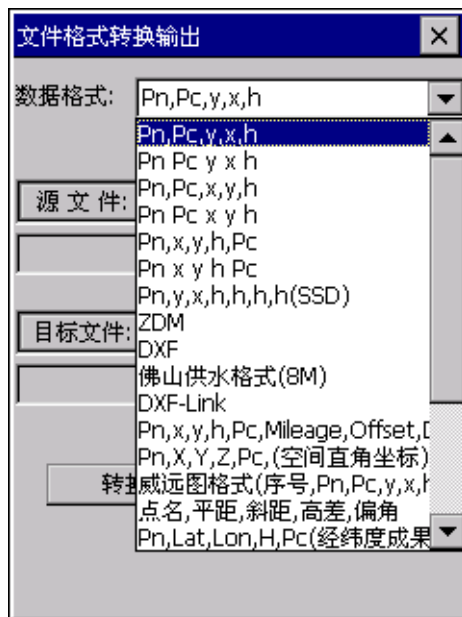 文件格式转换输出
数据格式: Pn,Pc,y,x,h
Pn,Pc,y,x,h
Pn Pc y x h
Pn,Pc,x,y,h
源 文 件:
Pn Pc x y h
Pn,x,y,h,Pc
Pn x y h Pc
Pn,y,x,h,h,h,h(SSD)
ZDM
目标文件:
DXF
佛山供水格式(8M)
DXF-Link
Pn,x,y,h,Pc,Mileage,Offset,
Pn,X,Y,Z,Pc,(空间直角坐标)
转
威远图格式(序号,Pn,Pc,y,x,
点名,平距,斜距,高差,偏角
Pn,Lat,Lon,H,Pc(经纬度成果